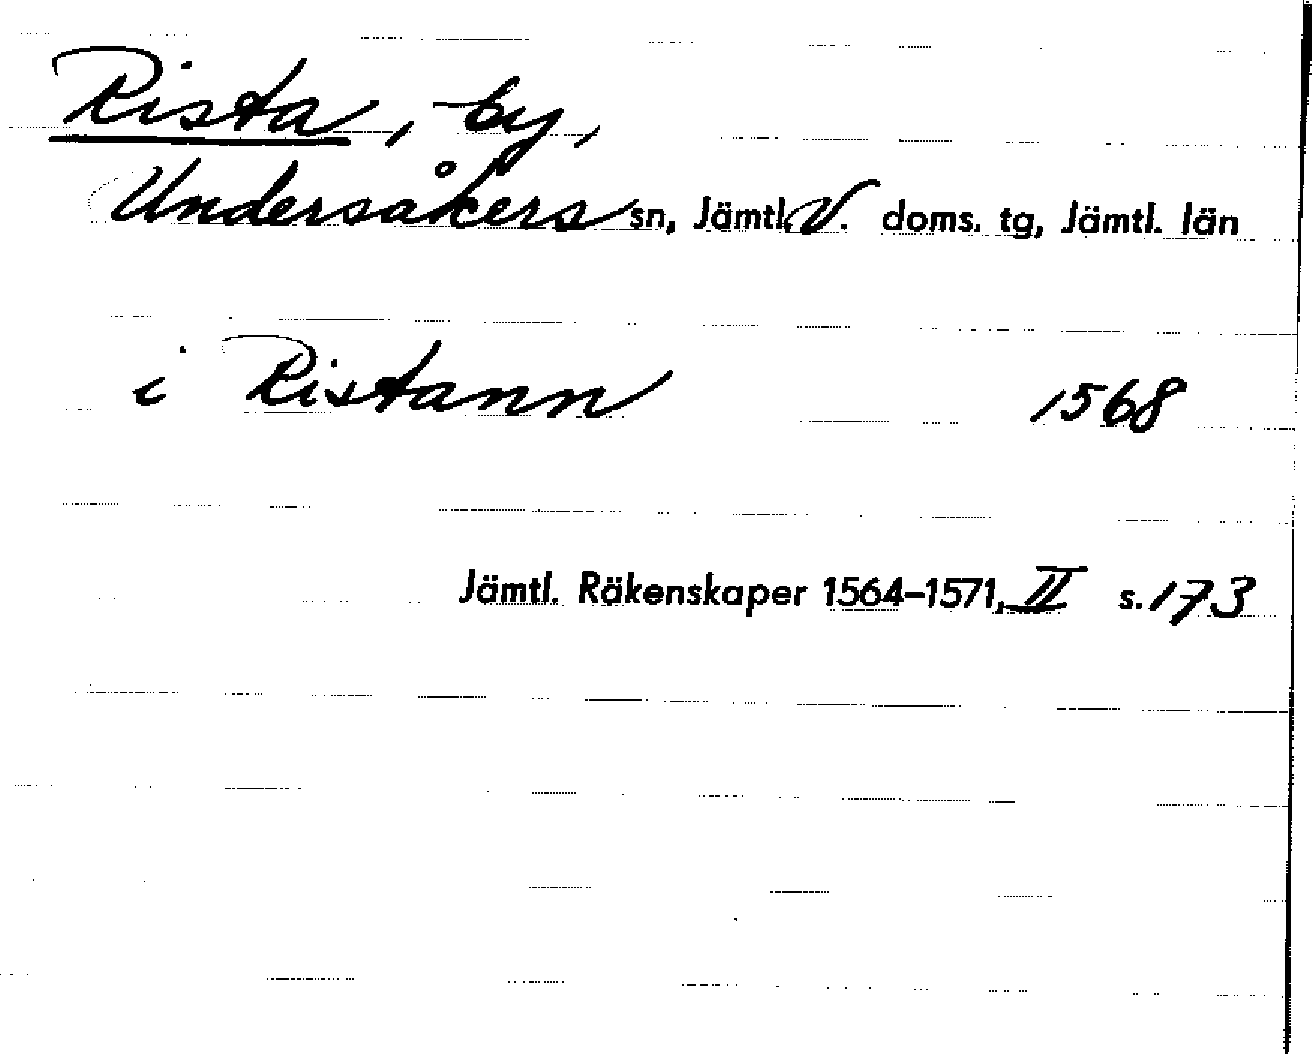 Rista, by,
Undersåkers sn, Jämtl. V. doms. tg, Jämtl. län
i Ristann 1568
Jämtl. Räkenskaper 1564-1571, II s. 173